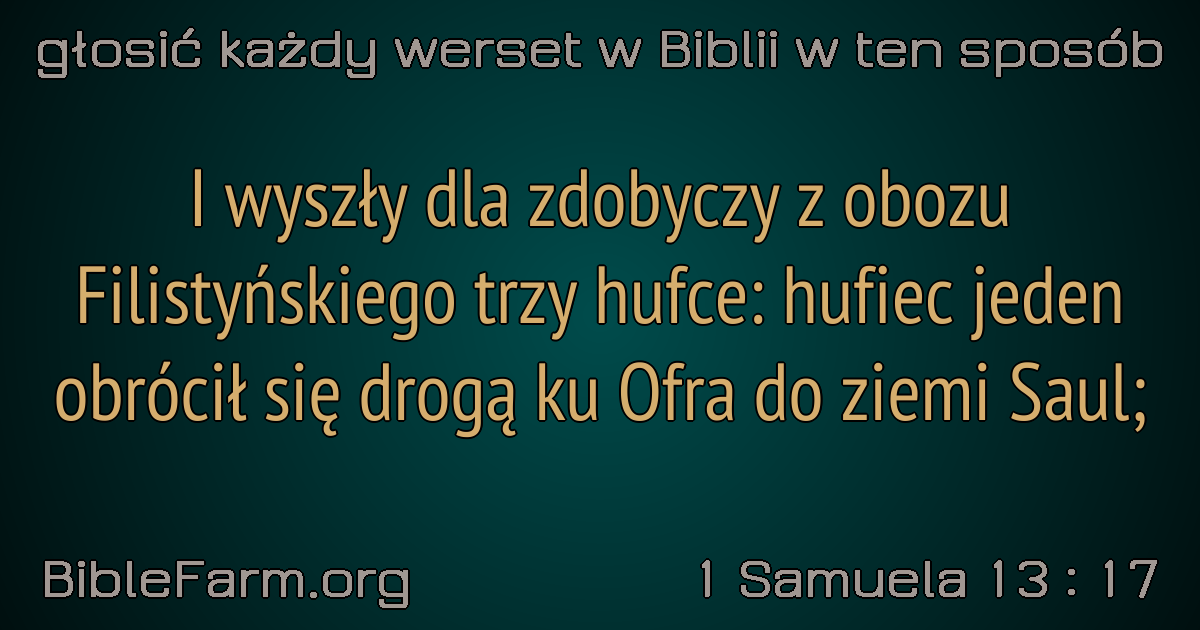 głosić każdy werset w Biblii w ten sposób
I wyszły dla zdobyczy z obozu
Filistyńskiego trzy hufce: hufiec jeden
obrócił się drogą ku Ofra do ziemi Saul;
BibleFarm.org
1 Samuela 13 : 17